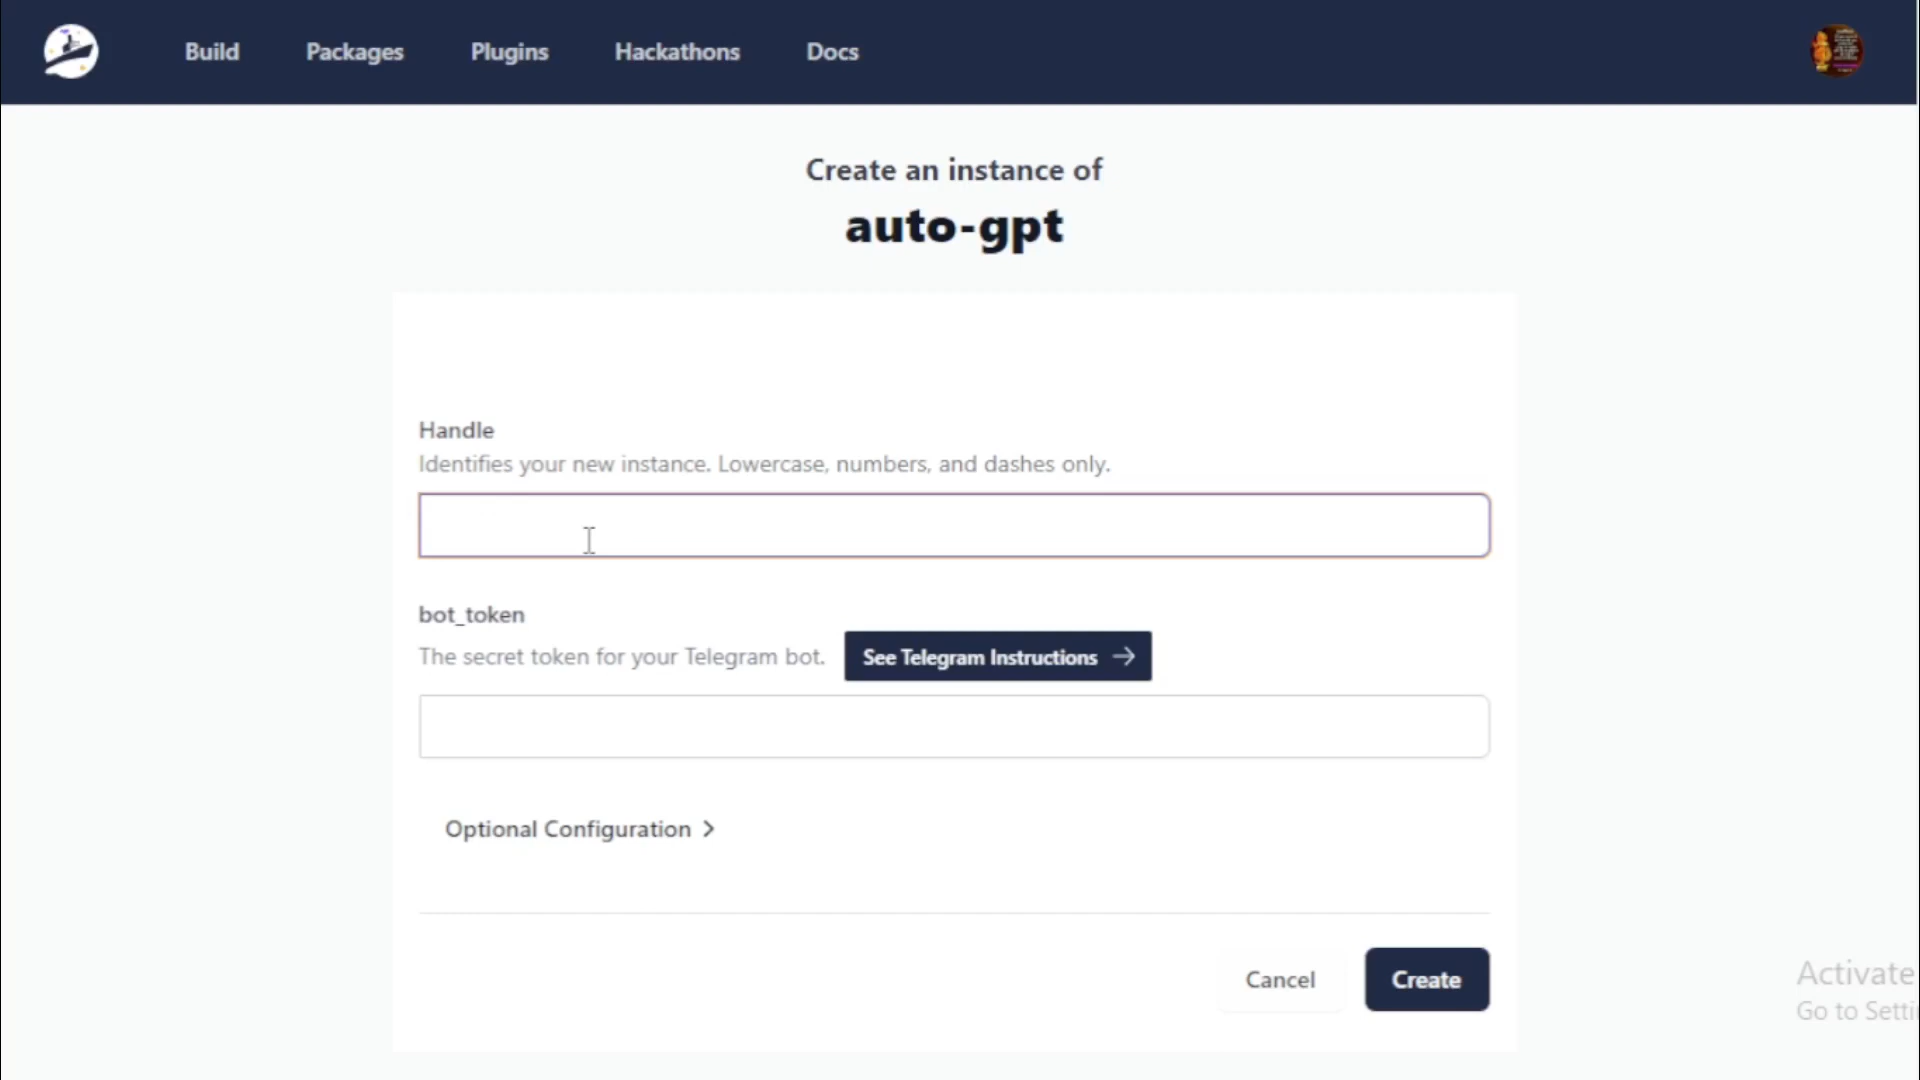 Build Packages Plugins Hackathons Docs
Create an instance of
auto-gpt
Handle
Identifies your new instance. Lowercase, numbers, and dashes only.
bot_token
The secret token for your Telegram bot. See Telegram Instructions →
Optional Configuration >
Cancel Create
Activate
Go to Setti